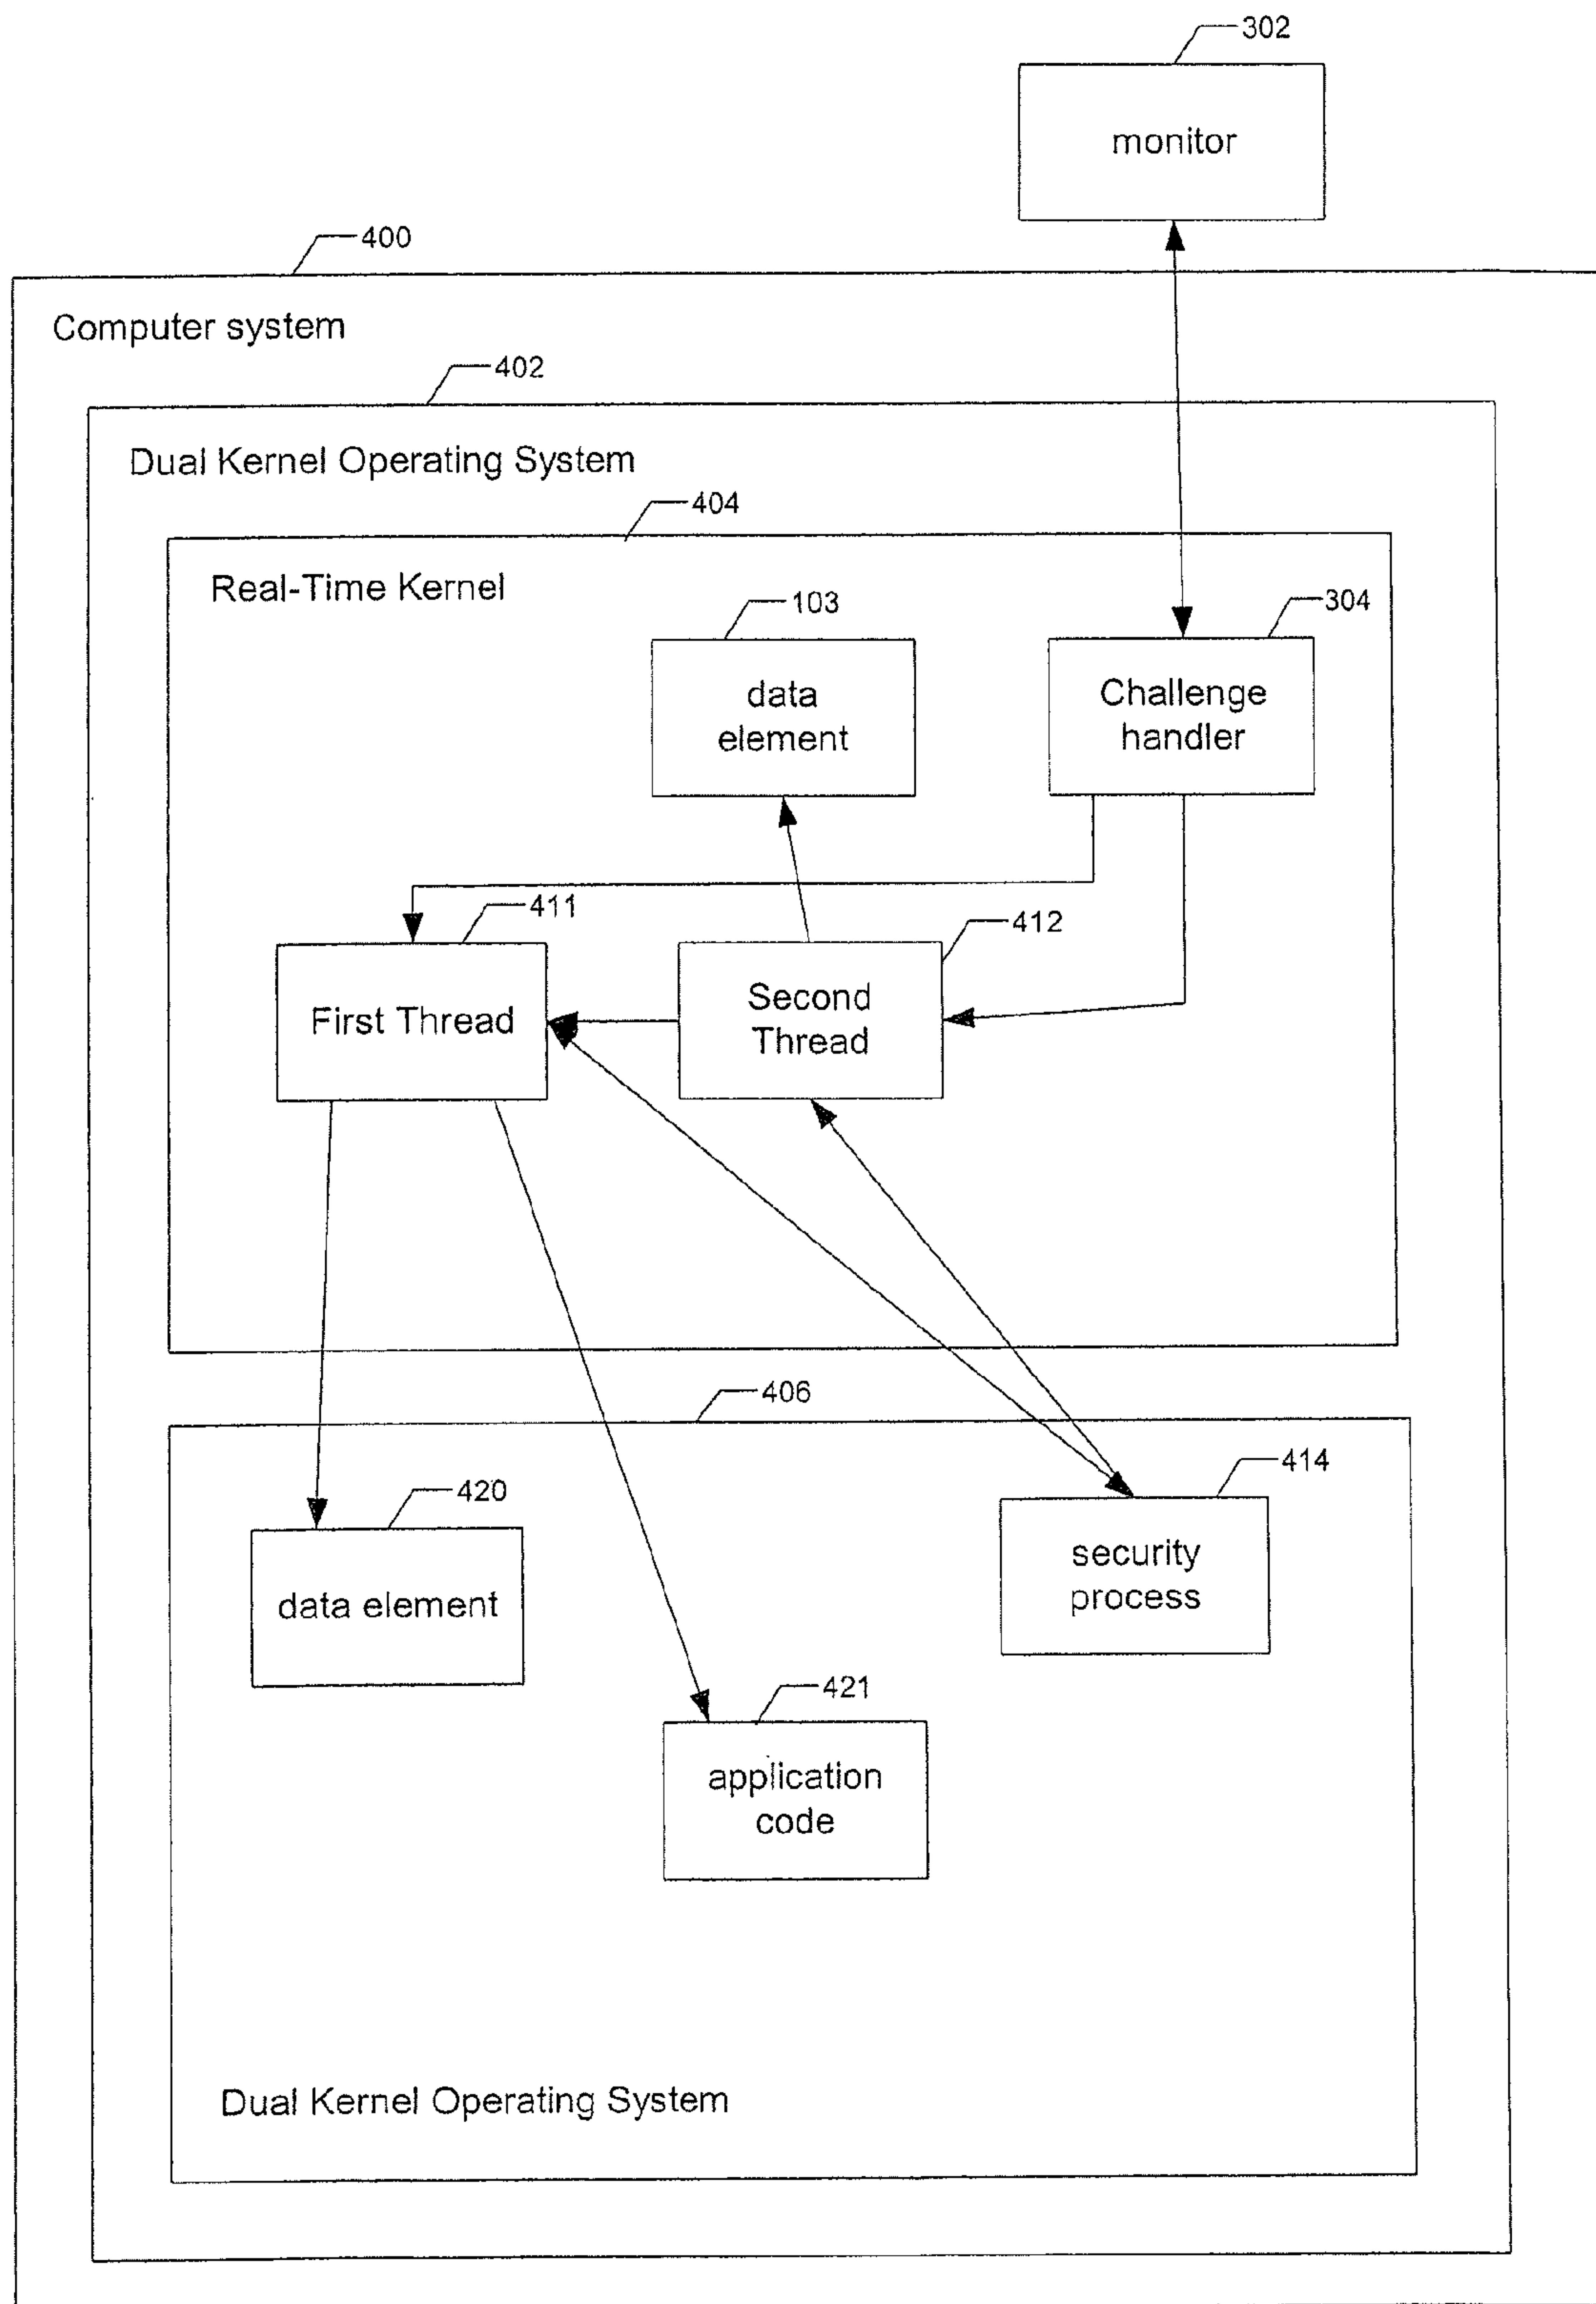 302
monitor
400
Computer system
402
Dual Kernel Operating System
404
Real-Time Kernel
103
304
data
element
Challenge
handler
411
412
First Thread
Second
Thread
406
414
420
security
process
data element
421
application
code
Dual Kernel Operating System